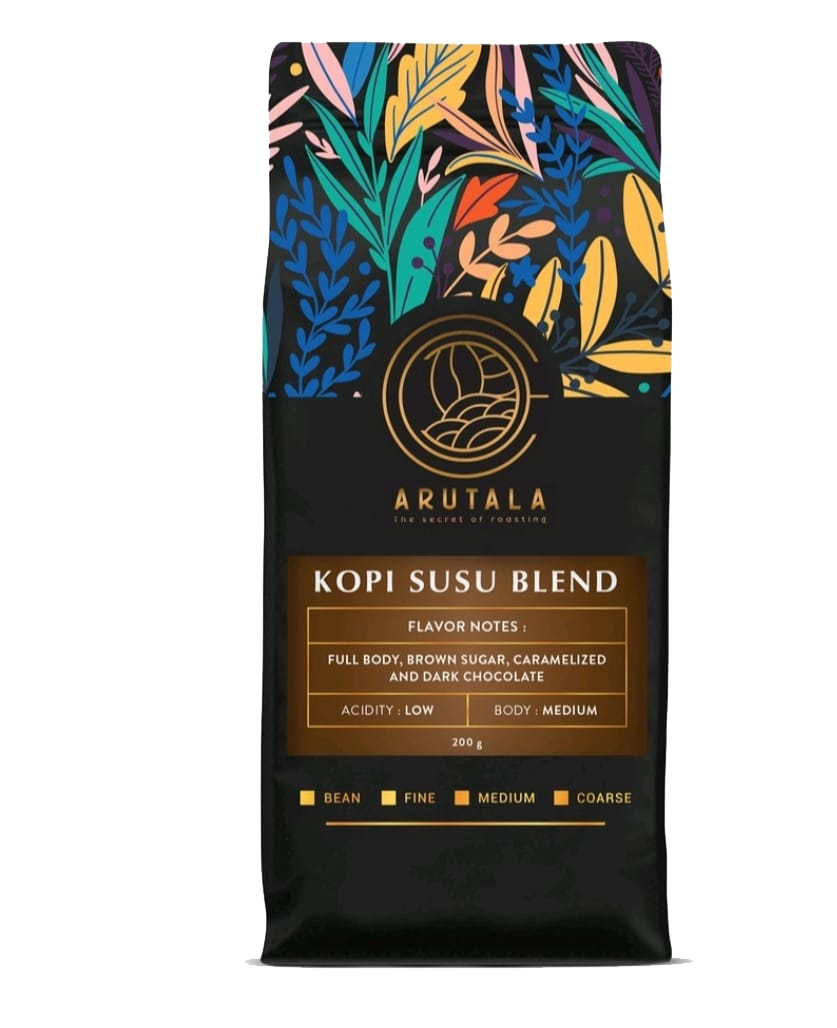 ARUTALA
The secret of roasting
KOPI SUSU BLEND
FLAVOR NOTES :
FULL BODY, BROWN SUGAR, CARAMELIZED
AND DARK CHOCOLATE
ACIDITY : LOW
BODY : MEDIUM
200 g
BEAN
FINE
MEDIUM
COARSE